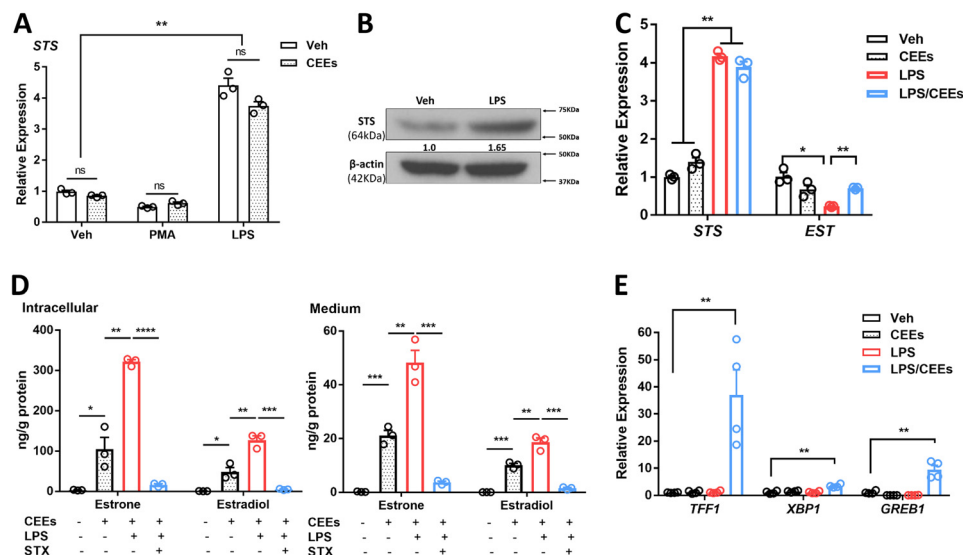 A
STS
**
ns
ns
ns
Veh
CEEs
Relative Expression
6
4
2
1
0
Veh
PMA
LPS
B
Veh
LPS
STS
(64kDa)
75KDa
50KDa
1.0
1.65
β-actin
(42KDa)
50KDa
37KDa
C
Veh
CEEs
LPS
LPS/CEEs
**
*
**
Relative Expression
5
4
3
2
1
0
STS
EST
D
Intracellular
ng/g protein
400
300
200
100
0
*
**
****
*
**
***
Estrone
Estradiol
CEEs - + + + - + + +
LPS - - + + - - + +
STX - - - + - - - +
Medium
ng/g protein
60
40
20
0
***
**
***
***
**
***
Estrone
Estradiol
CEEs - + + + - + + +
LPS - - + + - - + +
STX - - - + - - - +
E
Veh
CEEs
LPS
LPS/CEEs
**
**
**
Relative Expression
60
50
40
30
20
10
0
TFF1
XBP1
GREB1